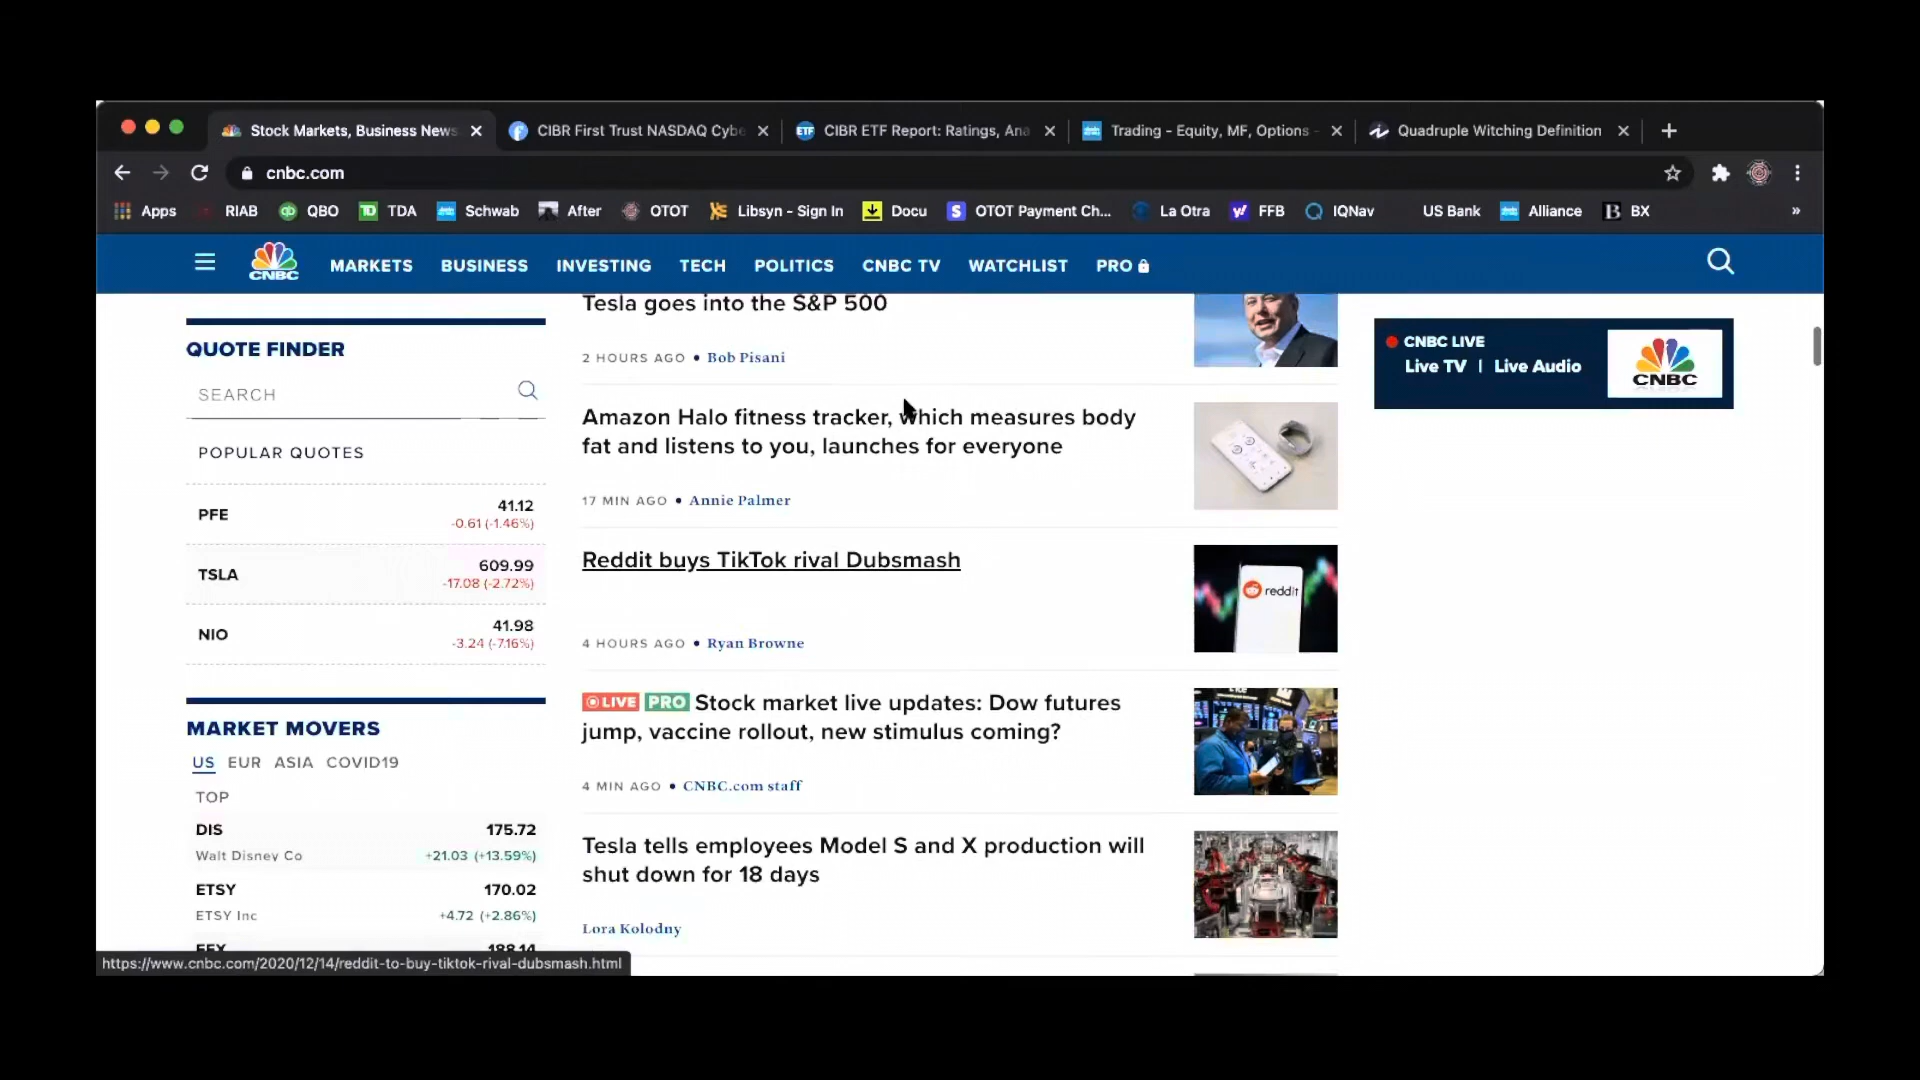 Stock Markets, Business News
CIBR First Trust NASDAQ Cybe
CIBR ETF Report: Ratings, Ana
Trading - Equity, MF, Options -
Quadruple Witching Definition
cnbc.com
Apps
RIAB
QBO
TDA
Schwab
After
OTOT
Libsyn - Sign In
Docu
OTOT Payment Ch...
La Otra
FFB
IQNav
US Bank
Alliance
BX
»
CNBC
MARKETS
BUSINESS
INVESTING
TECH
POLITICS
CNBC TV
WATCHLIST
PRO
QUOTE FINDER
SEARCH
POPULAR QUOTES
PFE 41.12
-0.61 (-1.46%)
TSLA 609.99
-17.08 (-2.72%)
NIO 41.98
-3.24 (-7.16%)
MARKET MOVERS
US EUR ASIA COVID19
TOP
DIS 175.72
Walt Disney Co +21.03 (+13.59%)
ETSY 170.02
ETSY Inc +4.72 (+2.86%)
FFX 188.14
Tesla goes into the S&P 500
2 HOURS AGO • Bob Pisani
Amazon Halo fitness tracker, which measures body
fat and listens to you, launches for everyone
17 MIN AGO • Annie Palmer
Reddit buys TikTok rival Dubsmash
4 HOURS AGO • Ryan Browne
reddit
LIVE PRO Stock market live updates: Dow futures
jump, vaccine rollout, new stimulus coming?
4 MIN AGO • CNBC.com staff
Tesla tells employees Model S and X production will
shut down for 18 days
Lora Kolodny
CNBC LIVE
Live TV | Live Audio
CNBC
https://www.cnbc.com/2020/12/14/reddit-to-buy-tiktok-rival-dubsmash.html